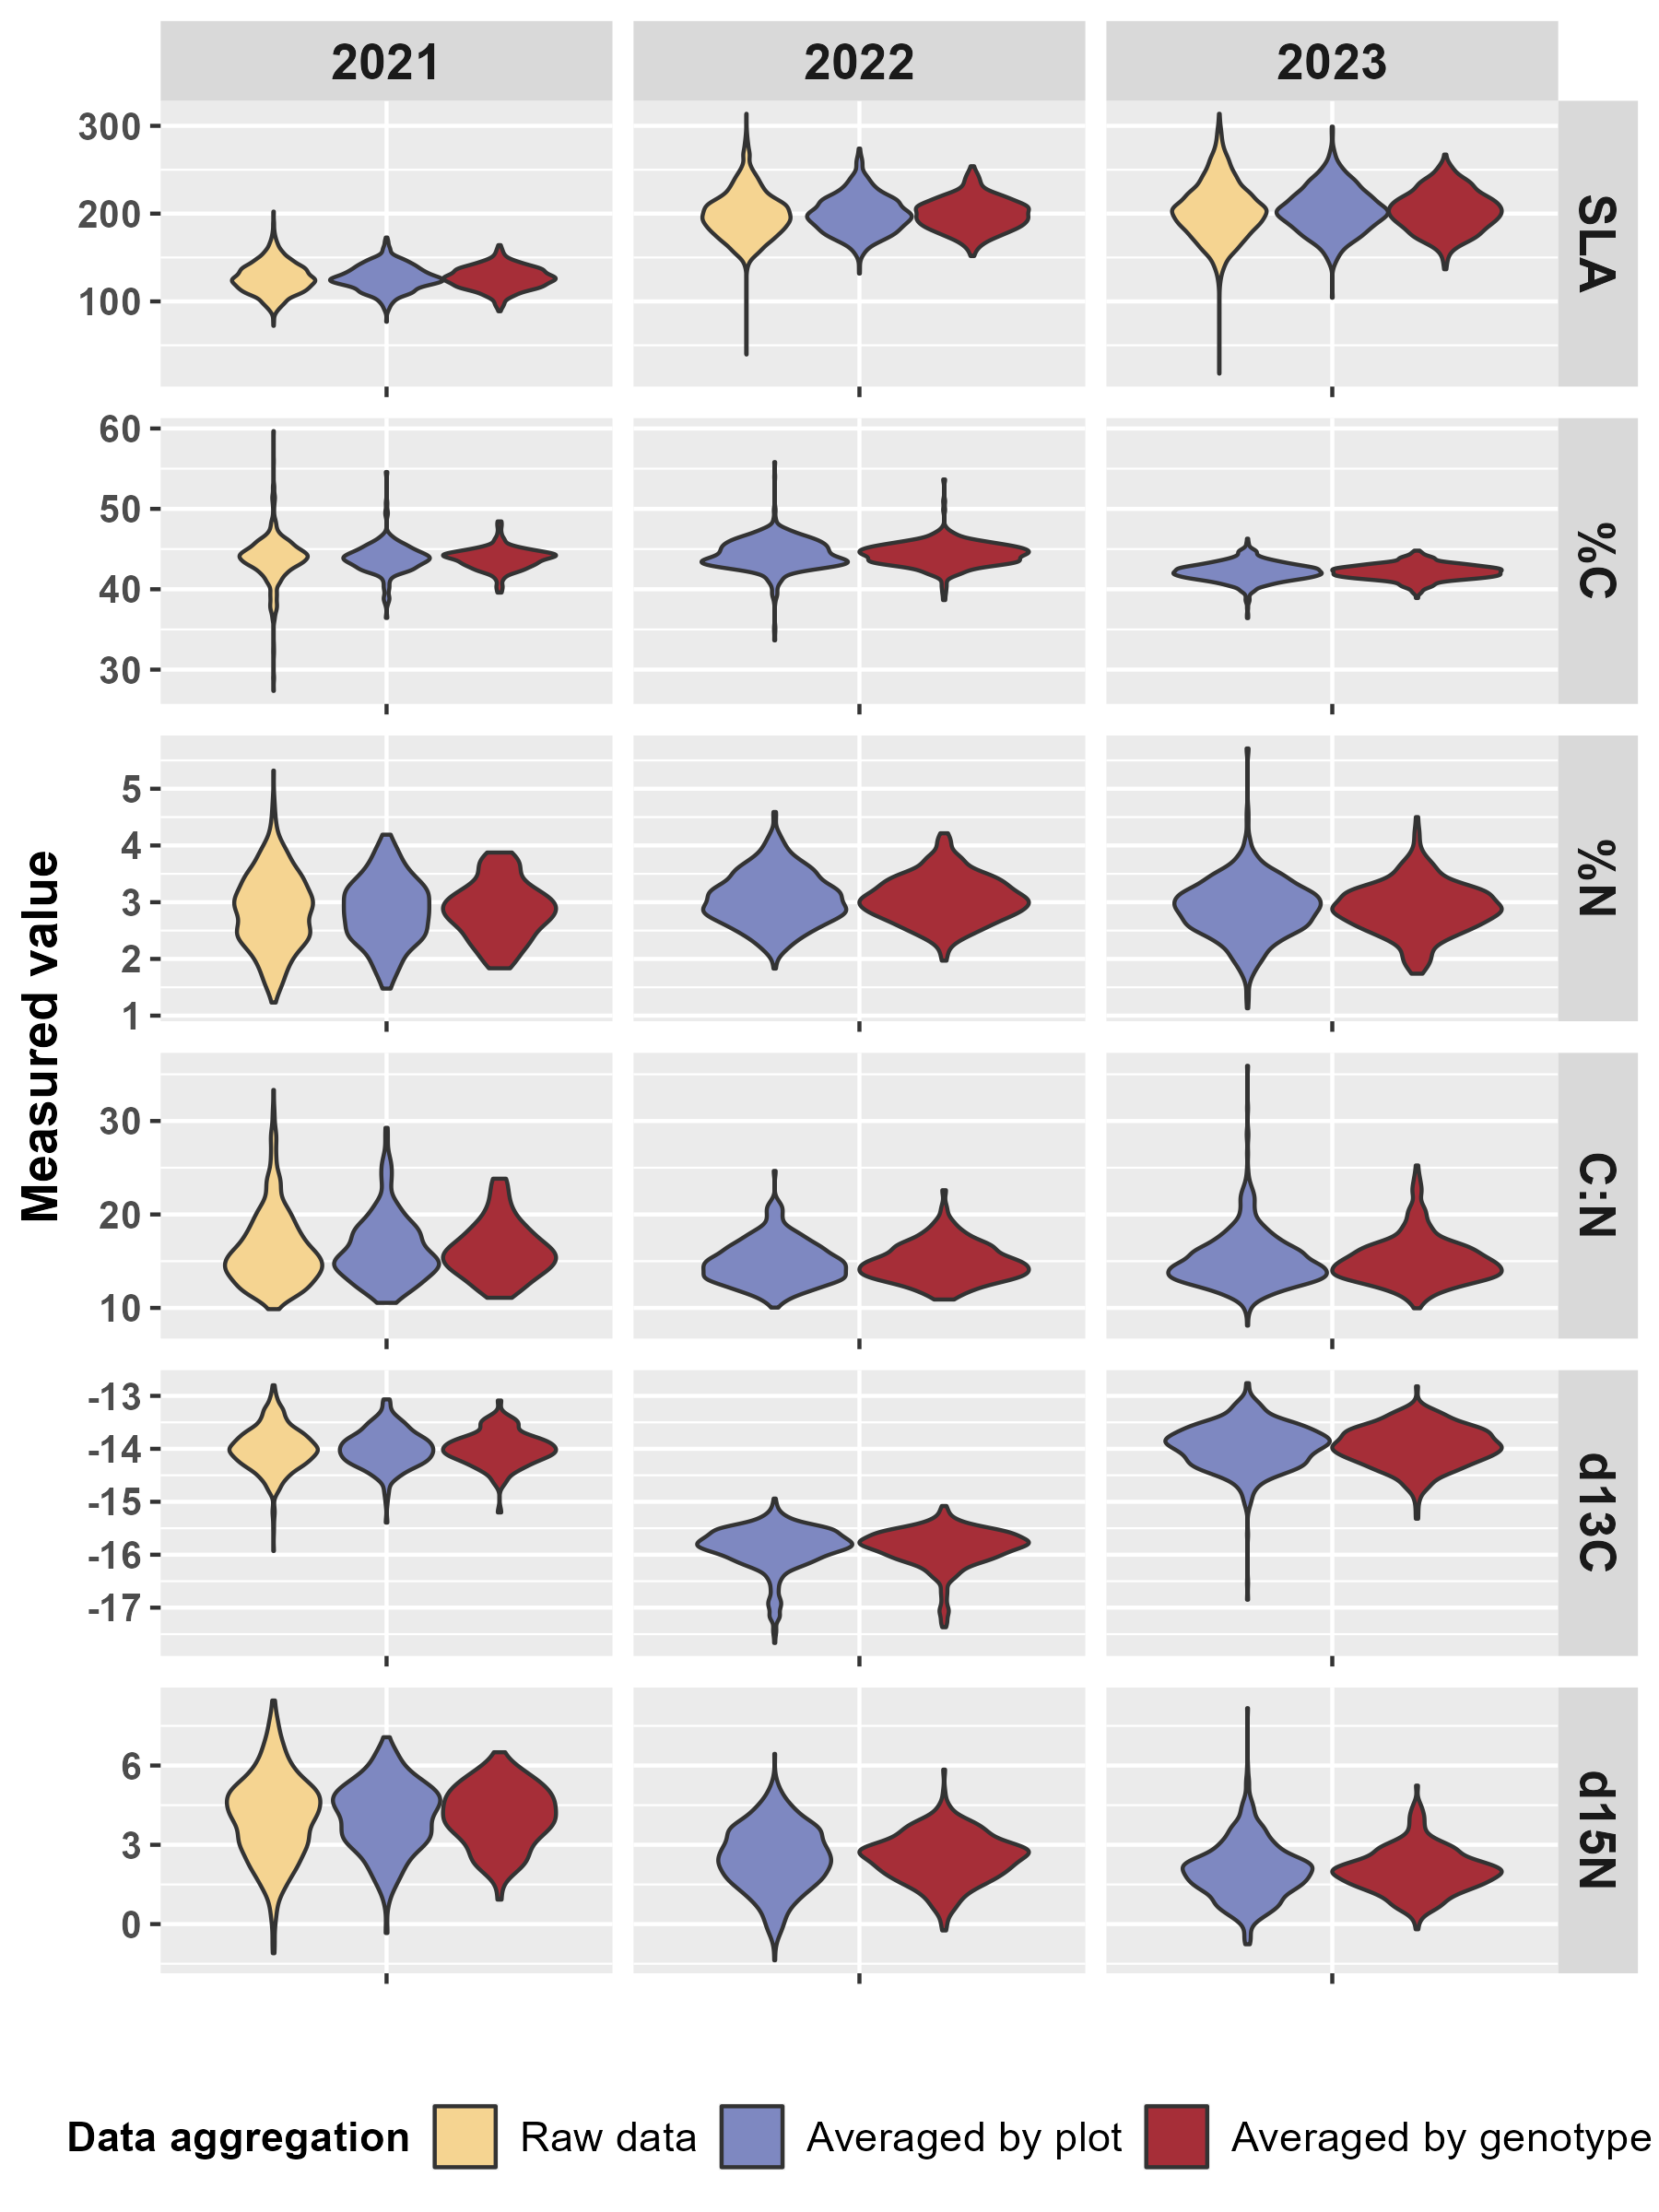 2021 2022 2023
300
200
100
SLA
60
50
40
30
%C
5
4
3
2
1
%N
Measured value
30
20
10
C:N
-13
-14
-15
-16
-17
d13C
6
3
0
d15N
Data aggregation Raw data Averaged by plot Averaged by genotype